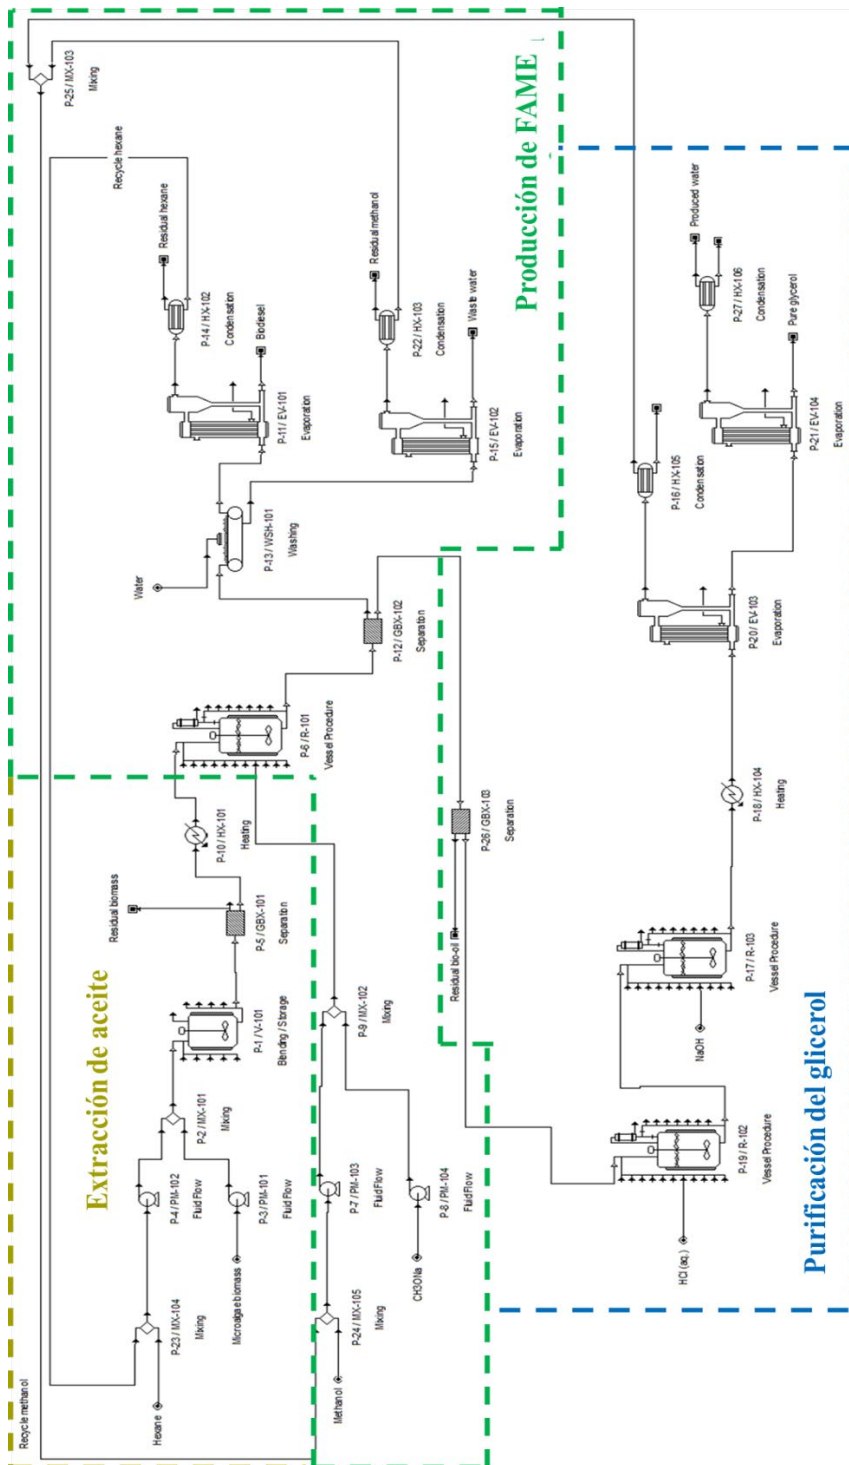 Recycle methanol
P-25 / MX-103
Mixing
Recycle hexane
Residual hexane
P-14 / HX-102
Condensation
Residual methanol
P-22 / HX-103
Condensation
Producción de FAME
Biodiesel
P-11 / EV-101
Evaporation
Waste water
P-15 / EV-102
Evaporation
Water
P-13 / WSH-101
Washing
P-12 / GBX-102
Separation
P-6 / R-101
Vessel Procedure
Extracción de aceite
Hexane
P-23 / MX-104
Mixing
Microalgae biomass
P-4 / PM-102
Fluid Flow
P-3 / PM-101
Fluid Flow
P-2 / MX-101
Mixing
P-1 / V-101
Blending / Storage
Residual biomass
P-5 / GBX-101
Separation
P-10 / HX-101
Heating
Methanol
P-24 / MX-105
Mixing
P-7 / PM-103
Fluid Flow
CH3ONa
P-8 / PM-104
Fluid Flow
P-9 / MX-102
Mixing
Residual bio-oil
P-26 / GBX-103
Separation
Purificación del glicerol
HCl (aq.)
P-19 / R-102
Vessel Procedure
NaOH
P-17 / R-103
Vessel Procedure
P-18 / HX-104
Heating
P-20 / EV-103
Evaporation
P-16 / HX-105
Condensation
P-21 / EV-104
Evaporation
Pure glycerol
P-27 / HX-106
Condensation
Produced water